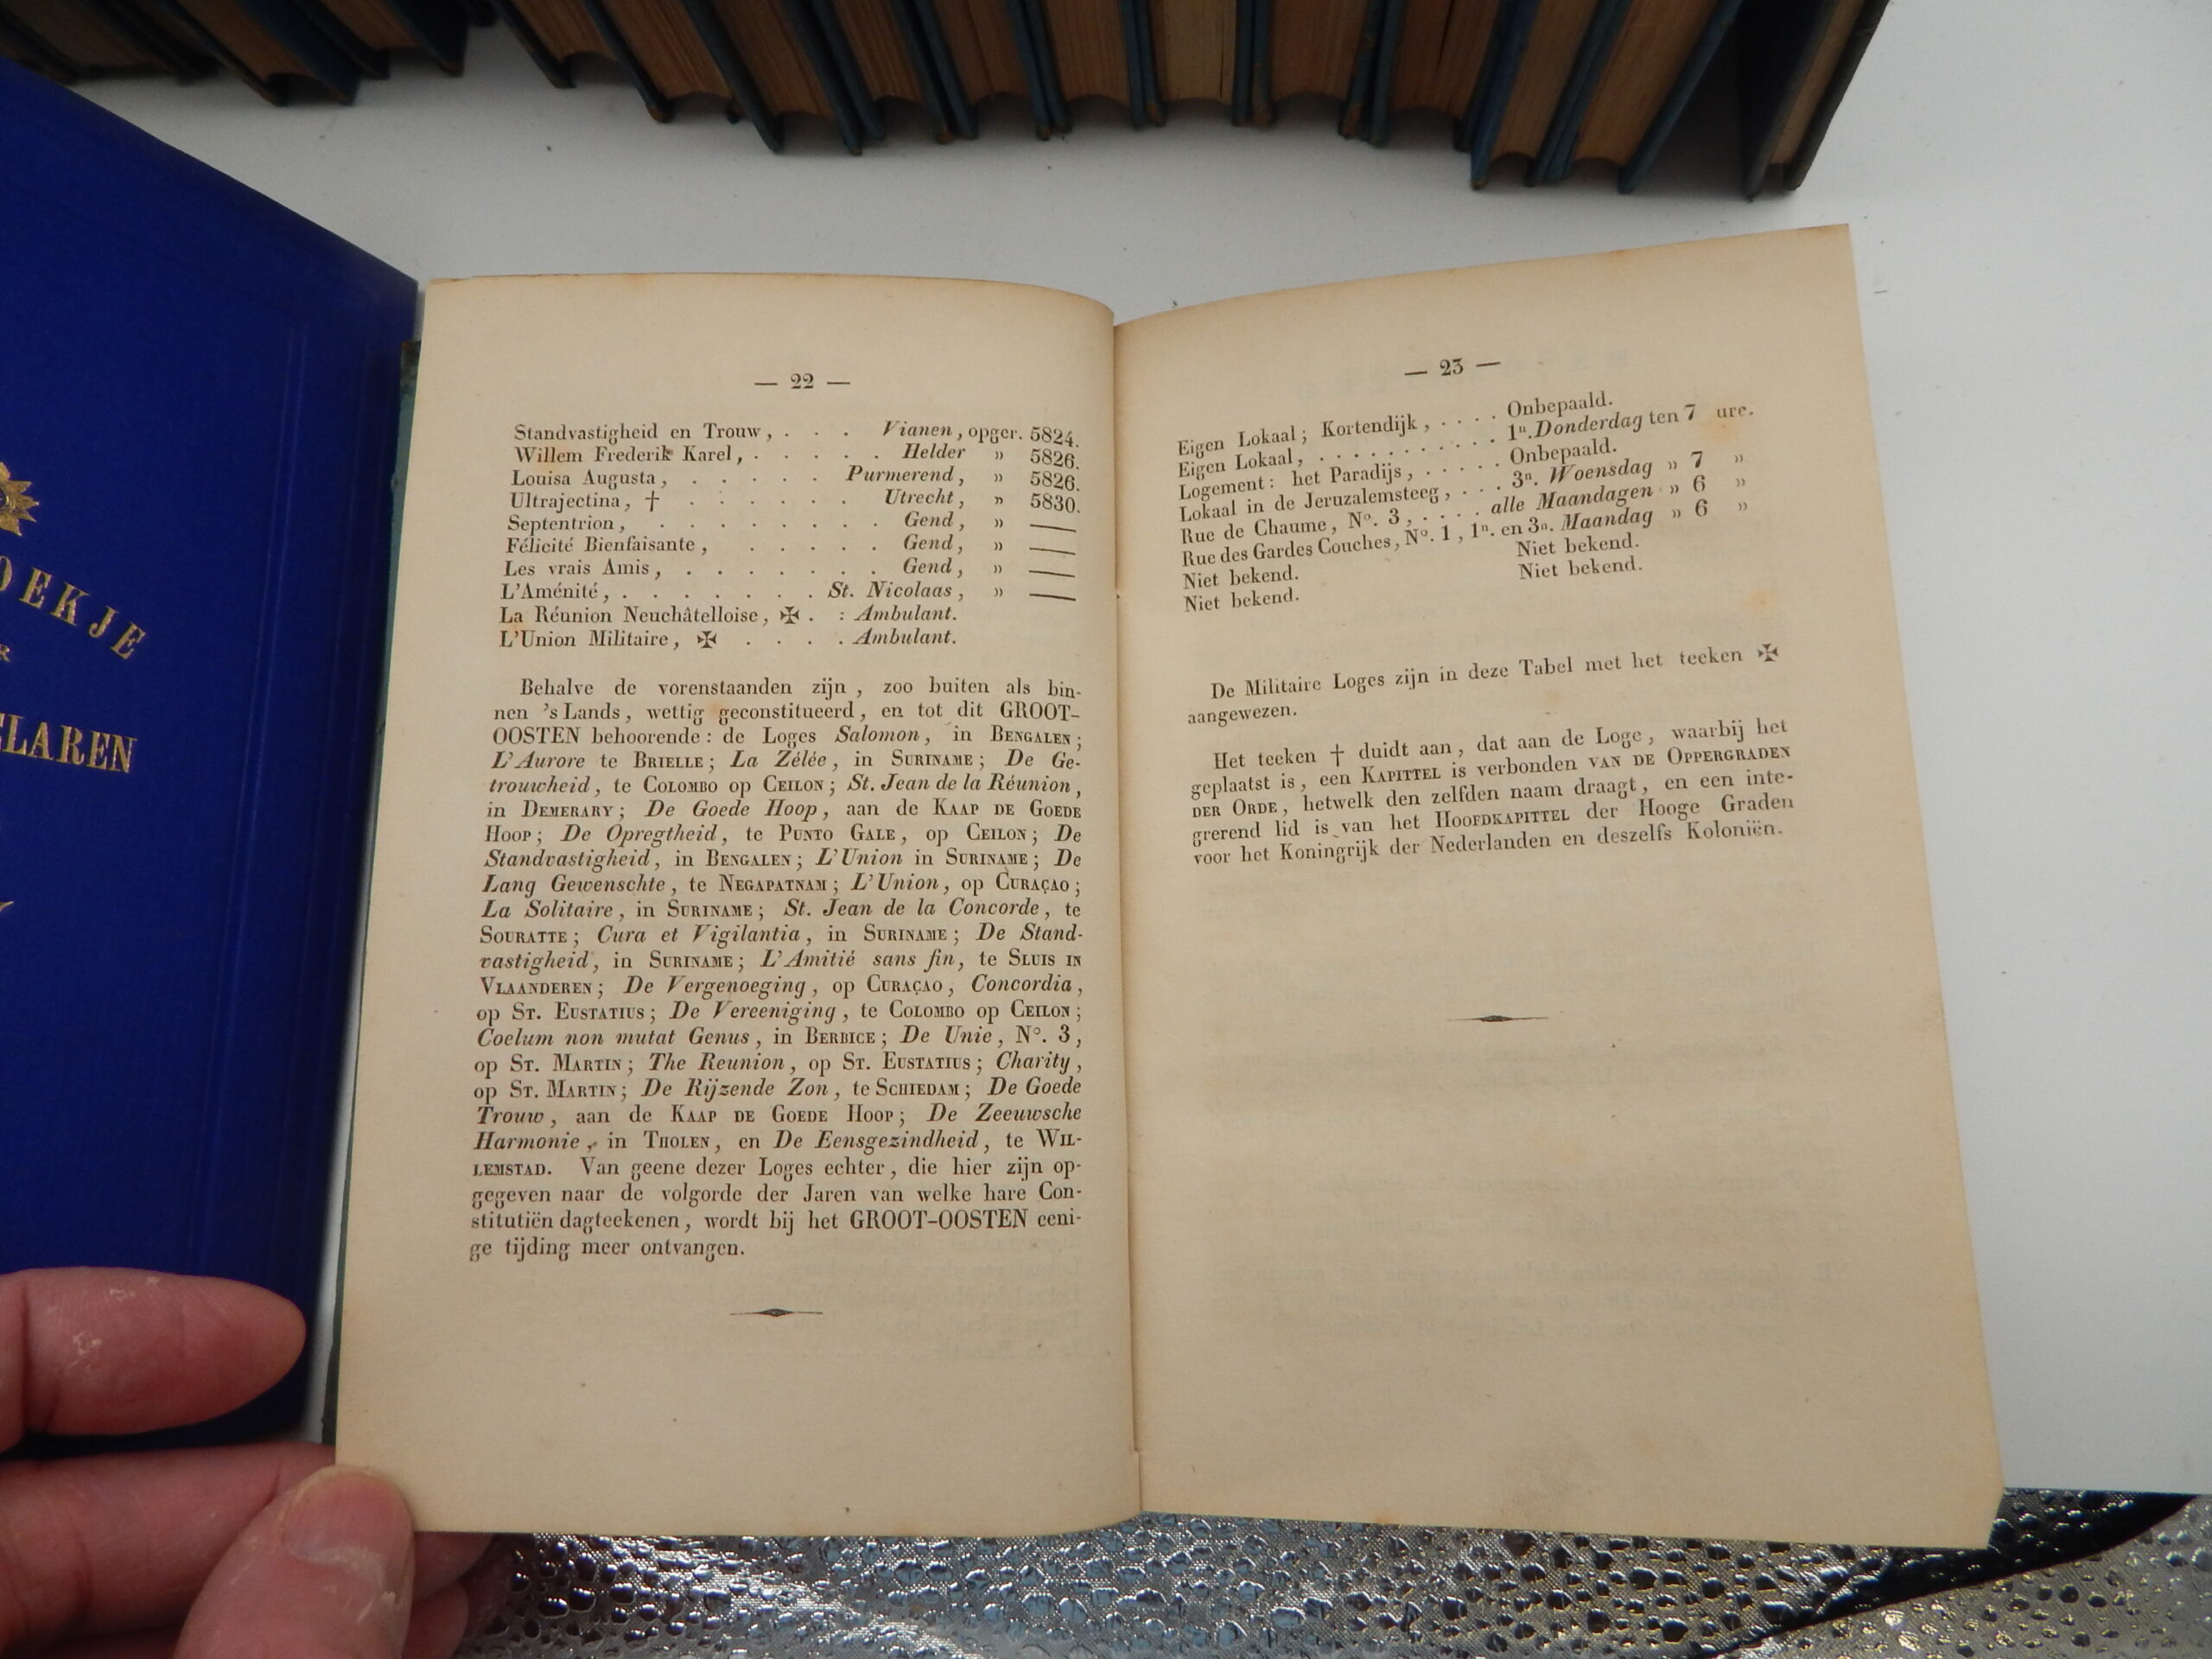 OEKJE
R
ELAREN
— 22 —
Standvastigheid en Trouw, . . . Vianen, opger. 5824.
Willem Frederik Karel, . . . . . Helder » 5826.
Louisa Augusta, . . . . . Purmerend, » 5826.
Ultrajectina, † . . . . . . Utrecht, » 5830.
Septentrion, . . . . . . . . Gend, » ——
Félicité Bienfaisante, . . . . . Gend, » ——
Les vrais Amis, . . . . . . . Gend, » ——
L'Aménité, . . . . . . . St. Nicolaas, » ——
La Réunion Neuchâtelloise, ✠ . : Ambulant.
L'Union Militaire, ✠ . . . . Ambulant.
Behalve de vorenstaanden zijn, zoo buiten als bin-
nen 's Lands, wettig geconstitueerd, en tot dit GROOT-
OOSTEN behoorende: de Loges Salomon, in BENGALEN;
L'Aurore te BRIELLE; La Zélée, in SURINAME; De Ge-
trouwheid, te COLOMBO op CEILON; St. Jean de la Réunion,
in DEMERARY; De Goede Hoop, aan de KAAP DE GOEDE
HOOP; De Opregtheid, te PUNTO GALE, op CEILON; De
Standvastigheid, in BENGALEN; L'Union in SURINAME; De
Lang Gewenschte, te NEGAPATNAM; L'Union, op CURAÇAO;
La Solitaire, in SURINAME; St. Jean de la Concorde, te
SOURATTE; Cura et Vigilantia, in SURINAME; De Stand-
vastigheid, in SURINAME; L'Amitié sans fin, te SLUIS IN
VLAANDEREN; De Vergenoeging, op CURAÇAO, Concordia,
op ST. EUSTATIUS; De Vereeniging, te COLOMBO op CEILON;
Coelum non mutat Genus, in BERBICE; De Unie, N°. 3,
op ST. MARTIN; The Reunion, op ST. EUSTATIUS; Charity,
op ST. MARTIN; De Rijzende Zon, te SCHIEDAM; De Goede
Trouw, aan de KAAP DE GOEDE HOOP; De Zeeuwsche
Harmonie, in THOLEN, en De Eensgezindheid, te WIL-
LEMSTAD. Van geene dezer Loges echter, die hier zijn op-
gegeven naar de volgorde der Jaren van welke hare Con-
stitutiën dagteekenen, wordt bij het GROOT-OOSTEN eeni-
ge tijding meer ontvangen.
— 23 —
Eigen Lokaal; Kortendijk, . . . . Onbepaald.
Eigen Lokaal, . . . . . . . . . . 1n. Donderdag ten 7 ure.
Logement: het Paradijs, . . . . . Onbepaald.
Lokaal in de Jeruzalemsteeg, . . . 3n. Woensdag » 7 »
Rue de Chaume, N°. 3, . . . . alle Maandagen » 6 »
Rue des Gardes Couches, N°. 1, 1n. en 3n. Maandag » 6 »
Niet bekend. Niet bekend.
Niet bekend. Niet bekend.
De Militaire Loges zijn in deze Tabel met het teeken ✠
aangewezen.
Het teeken † duidt aan, dat aan de Loge, waarbij het
geplaatst is, een KAPITTEL is verbonden VAN DE OPPERGRADEN
DER ORDE, hetwelk den zelfden naam draagt, en een inte-
grerend lid is van het HOOFDKAPITTEL der Hooge Graden
voor het Koningrijk der Nederlanden en deszelfs Koloniën.